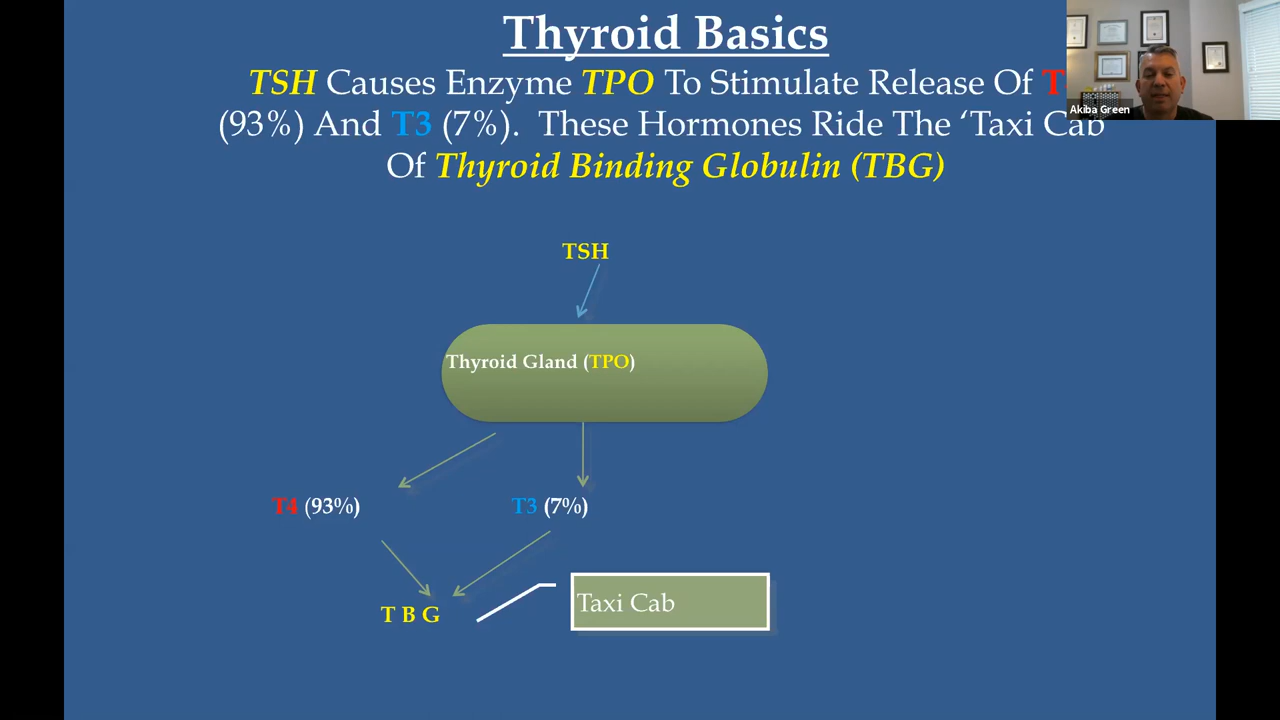 Thyroid Basics
TSH Causes Enzyme TPO To Stimulate Release Of T
(93%) And T3 (7%). These Hormones Ride The ‘Taxi Cab
Of Thyroid Binding Globulin (TBG)
Akiba Green
TSH
Thyroid Gland (TPO)
T4 (93%)
T3 (7%)
T B G
Taxi Cab